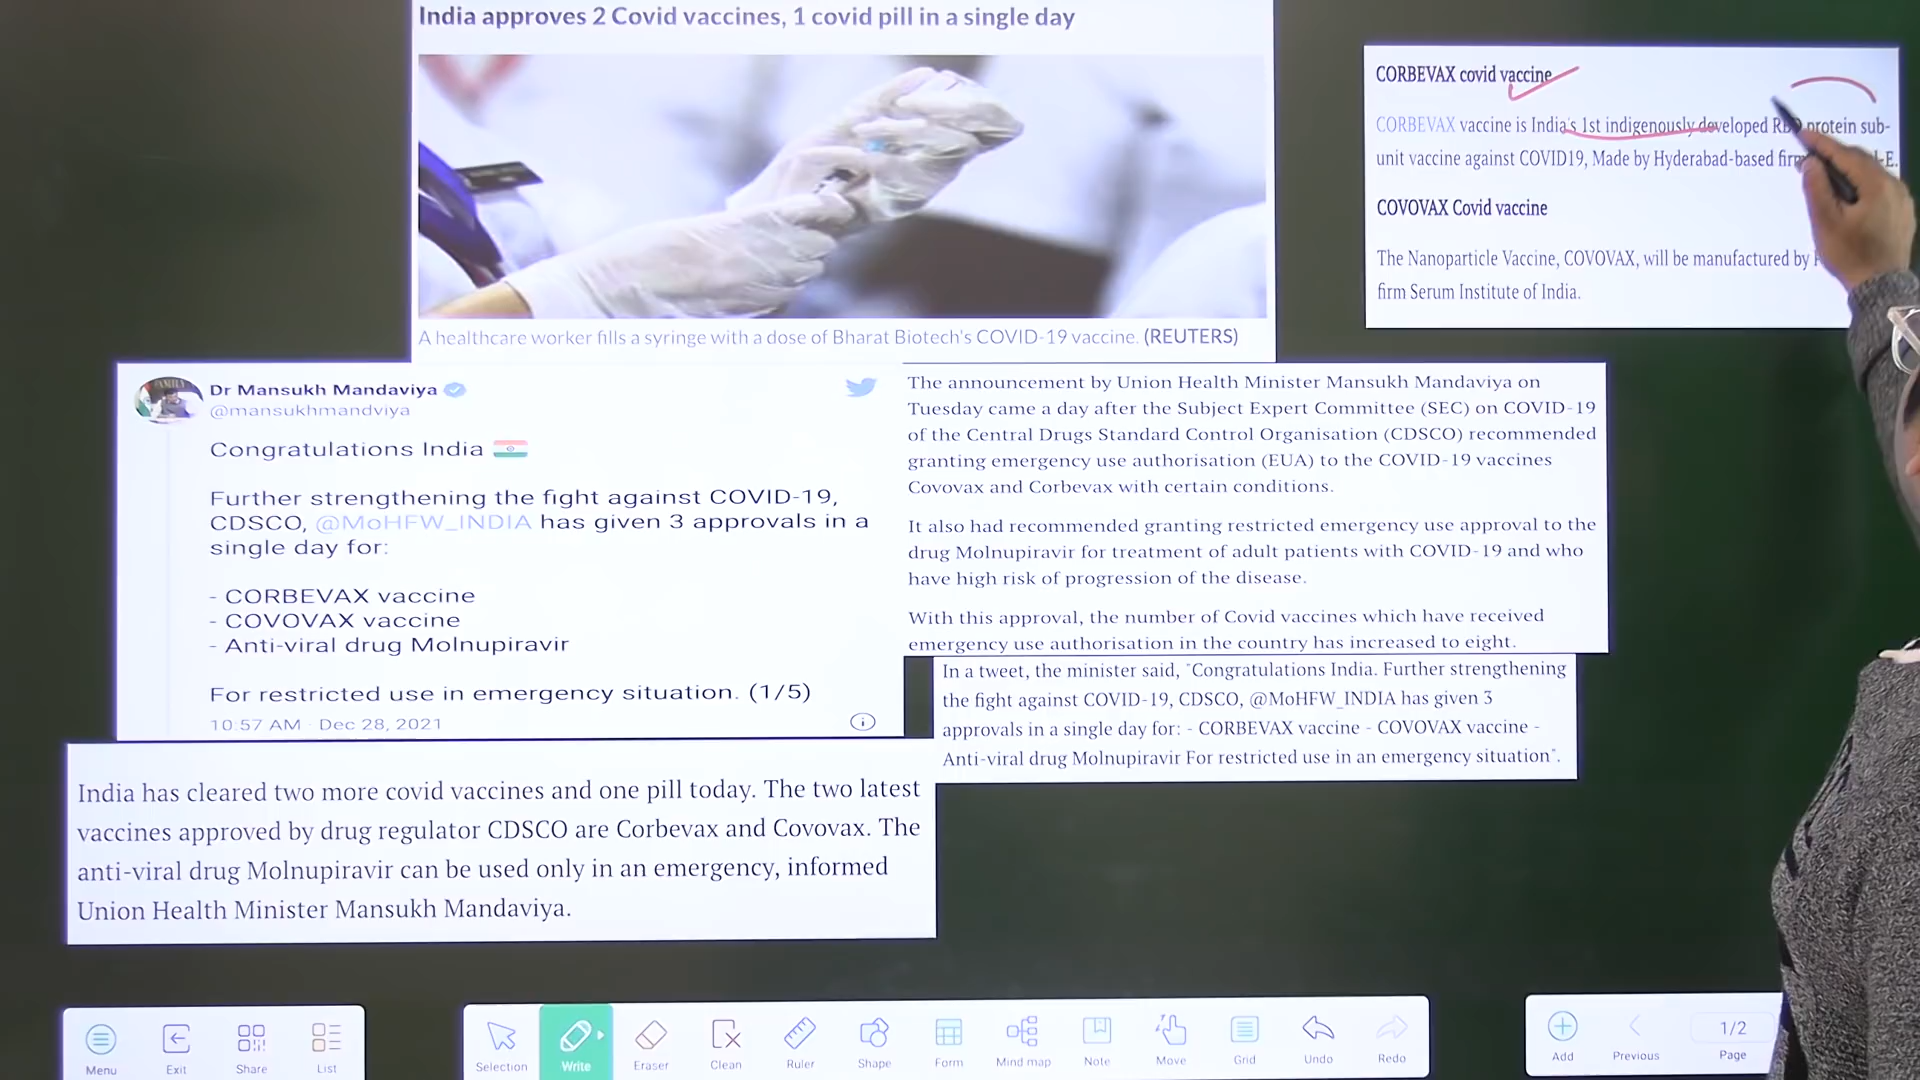 India approves 2 Covid vaccines, 1 covid pill in a single day
A healthcare worker fills a syringe with a dose of Bharat Biotech's COVID-19 vaccine. (REUTERS)
CORBEVAX covid vaccine
CORBEVAX vaccine is India's 1st indigenously developed RBD protein sub-
unit vaccine against COVID19, Made by Hyderabad-based
COVOVAX Covid vaccine
The Nanoparticle Vaccine, COVOVAX, will be manufactured by
firm Serum Institute of India.
Dr Mansukh Mandaviya
@mansukhmandviya
Congratulations India
Further strengthening the fight against COVID-19,
CDSCO, @MoHFW_INDIA has given 3 approvals in a
single day for:
- CORBEVAX vaccine
- COVOVAX vaccine
- Anti-viral drug Molnupiravir
For restricted use in emergency situation. (1/5)
10:57 AM · Dec 28, 2021
The announcement by Union Health Minister Mansukh Mandaviya on
Tuesday came a day after the Subject Expert Committee (SEC) on COVID-19
of the Central Drugs Standard Control Organisation (CDSCO) recommended
granting emergency use authorisation (EUA) to the COVID-19 vaccines
Covovax and Corbevax with certain conditions.
It also had recommended granting restricted emergency use approval to the
drug Molnupiravir for treatment of adult patients with COVID-19 and who
have high risk of progression of the disease.
With this approval, the number of Covid vaccines which have received
emergency use authorisation in the country has increased to eight.
In a tweet, the minister said, "Congratulations India. Further strengthening
the fight against COVID-19, CDSCO, @MoHFW_INDIA has given 3
approvals in a single day for: - CORBEVAX vaccine - COVOVAX vaccine -
Anti-viral drug Molnupiravir For restricted use in an emergency situation".
India has cleared two more covid vaccines and one pill today. The two latest
vaccines approved by drug regulator CDSCO are Corbevax and Covovax. The
anti-viral drug Molnupiravir can be used only in an emergency, informed
Union Health Minister Mansukh Mandaviya.
Menu Exit Share List
Selection Write Eraser Clean Ruler Shape Form Mind map Note Move Grid Undo Redo
Add Previous 1/2 Page